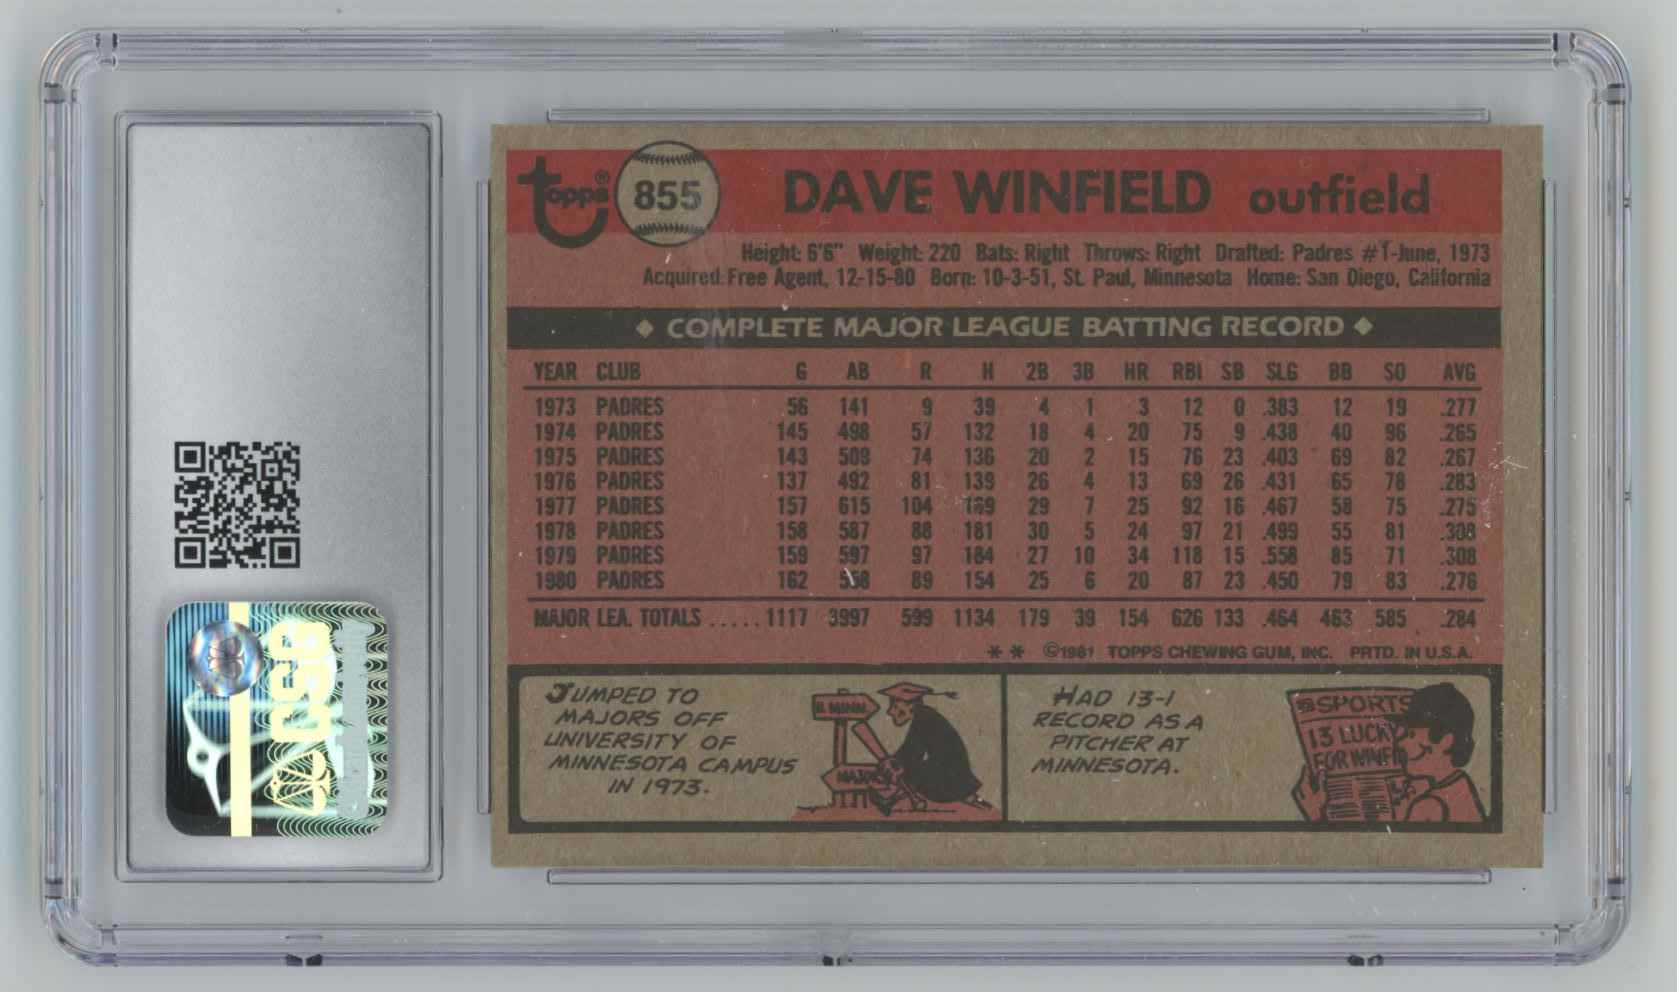 topps® 855 DAVE WINFIELD outfield
Height: 6'6" Weight: 220 Bats: Right Throws: Right Drafted: Padres #1-June, 1973
Acquired: Free Agent, 12-15-80 Born: 10-3-51, St. Paul, Minnesota Home: San Diego, California
◆ COMPLETE MAJOR LEAGUE BATTING RECORD ◆
YEAR CLUB G AB R H 2B 3B HR RBI SB SLG BB SO AVG
1973 PADRES 56 141 9 39 4 1 3 12 0 .383 12 19 .277
1974 PADRES 145 498 57 132 18 4 20 75 9 .438 40 96 .265
1975 PADRES 143 509 74 136 20 2 15 76 23 .403 69 82 .267
1976 PADRES 137 492 81 139 26 4 13 69 26 .431 65 78 .283
1977 PADRES 157 615 104 169 29 7 25 92 16 .467 58 75 .275
1978 PADRES 158 587 88 181 30 5 24 97 21 .499 55 81 .308
1979 PADRES 159 597 97 184 27 10 34 118 15 .558 85 71 .308
1980 PADRES 162 558 89 154 25 6 20 87 23 .450 79 83 .276
MAJOR LEA. TOTALS ..... 1117 3997 599 1134 179 39 154 626 133 .464 463 585 .284
* * ©1981 TOPPS CHEWING GUM, INC. PRTD. IN U.S.A.
JUMPED TO
MAJORS OFF
UNIVERSITY OF
MINNESOTA CAMPUS
IN 1973.
U. MINN.
MAJORS
HAD 13-1
RECORD AS A
PITCHER AT
MINNESOTA.
SPORTS
13 LUCKY
FOR WINFI
CSG